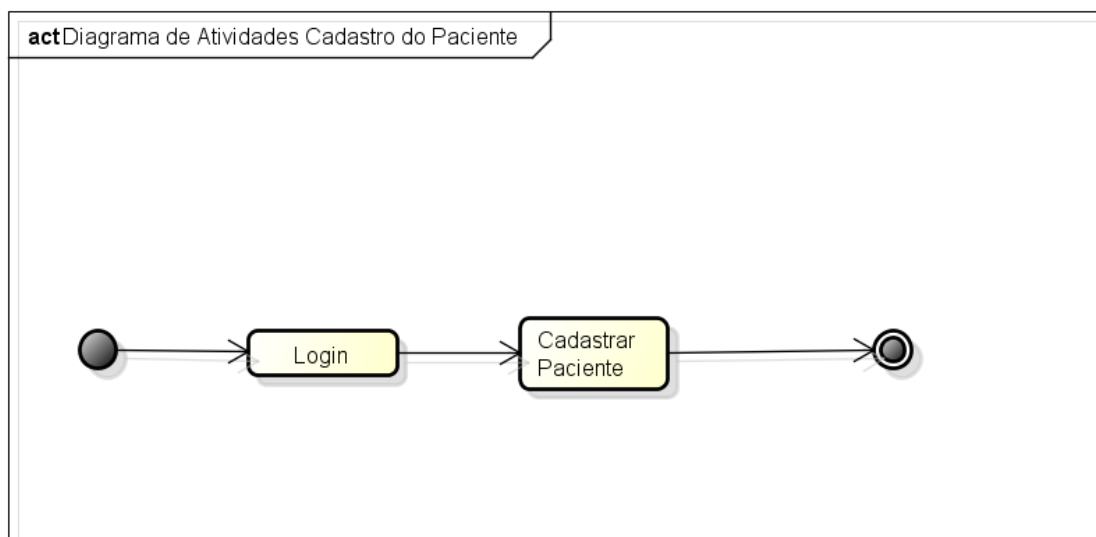 act Diagrama de Atividades Cadastro do Paciente
Login
Cadastrar
Paciente